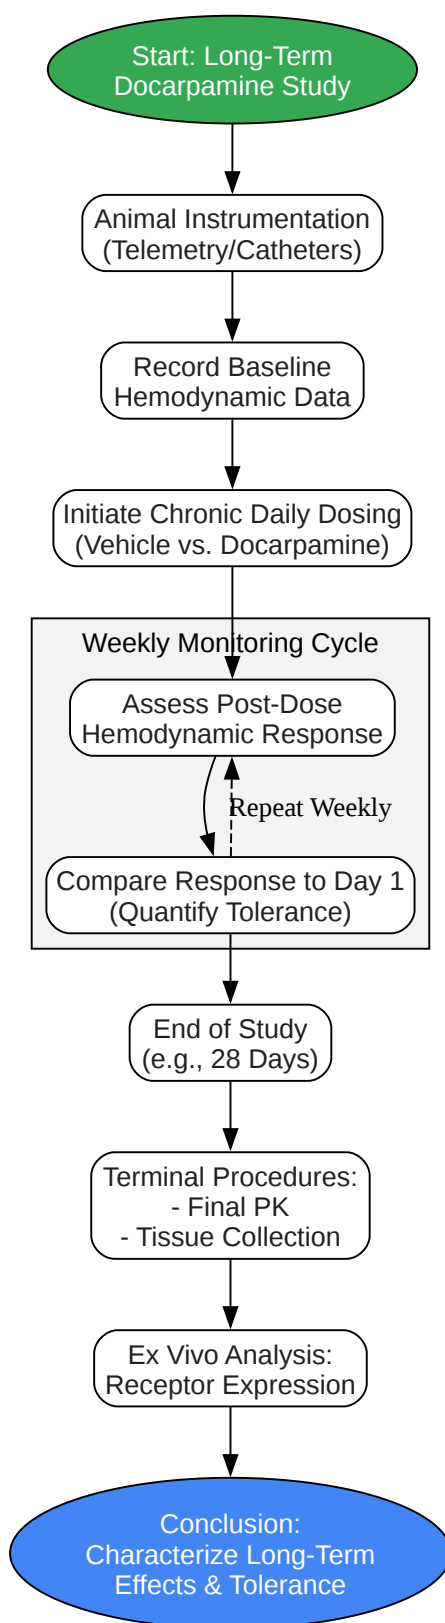 Start: Long-Term
Docarpamine Study
Animal Instrumentation
(Telemetry/Catheters)
Record Baseline
Hemodynamic Data
Initiate Chronic Daily Dosing
(Vehicle vs. Docarpamine)
Weekly Monitoring Cycle
Assess Post-Dose
Hemodynamic Response
Repeat Weekly
Compare Response to Day 1
(Quantify Tolerance)
End of Study
(e.g., 28 Days)
Terminal Procedures:
- Final PK
- Tissue Collection
Ex Vivo Analysis:
Receptor Expression
Conclusion:
Characterize Long-Term
Effects & Tolerance